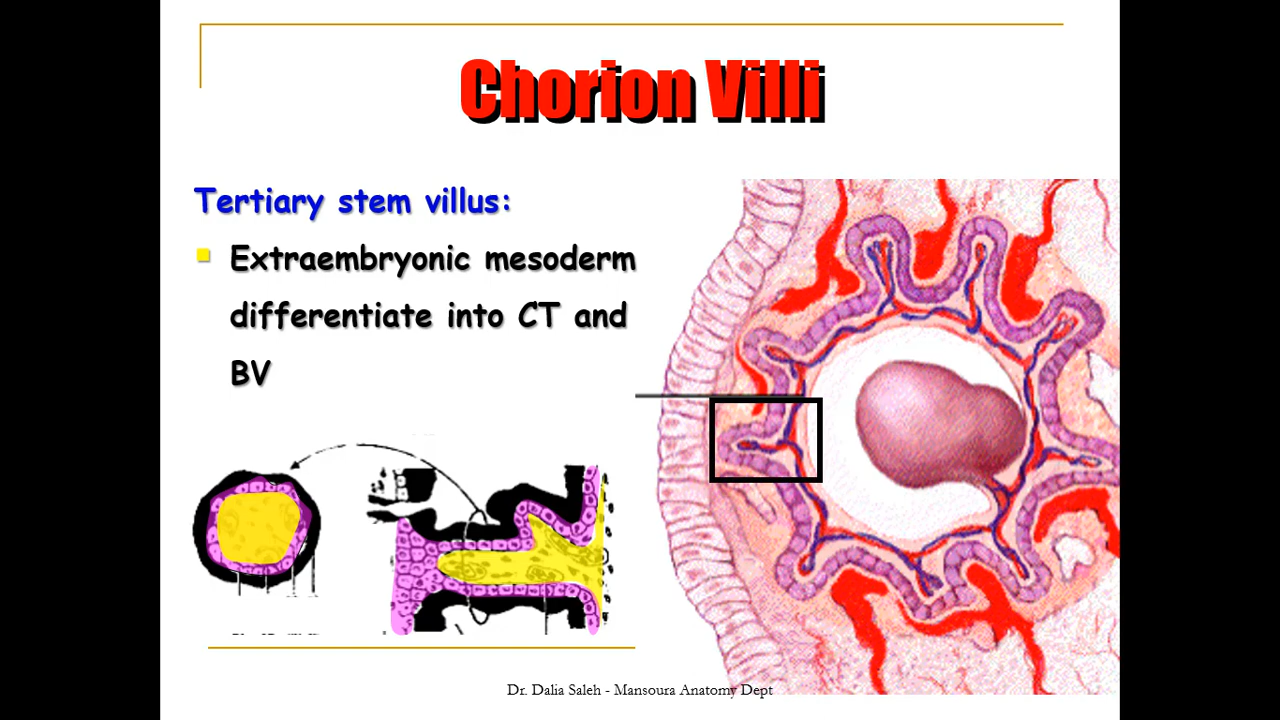 Chorion Villi
Tertiary stem villus:
Extraembryonic mesoderm
differentiate into CT and
BV
Dr. Dalia Saleh - Mansoura Anatomy Dept